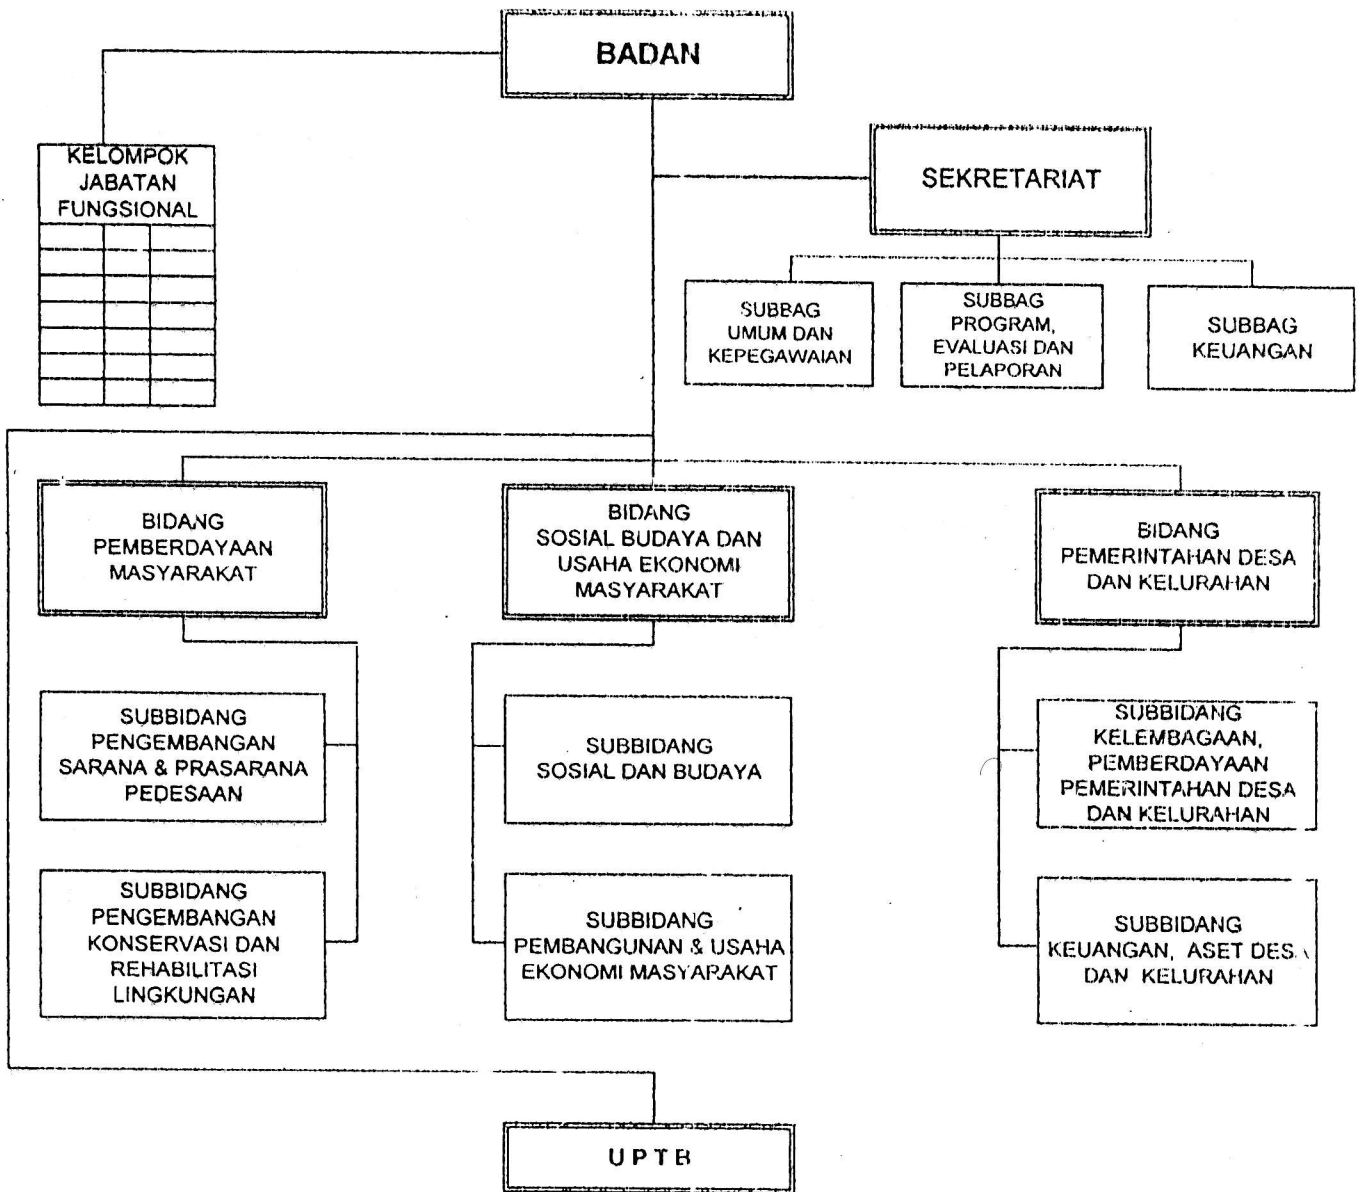 BADAN
KELOMPOK
JABATAN
FUNGSIONAL
SEKRETARIAT
SUBBAG
UMUM DAN
KEPEGAWAIAN
SUBBAG
PROGRAM,
EVALUASI DAN
PELAPORAN
SUBBAG
KEUANGAN
BIDANG
PEMBERDAYAAN
MASYARAKAT
BIDANG
SOSIAL BUDAYA DAN
USAHA EKONOMI
MASYARAKAT
BIDANG
PEMERINTAHAN DESA
DAN KELURAHAN
SUBBIDANG
PENGEMBANGAN
SARANA & PRASARANA
PEDESAAN
SUBBIDANG
SOSIAL DAN BUDAYA
SUBBIDANG
KELEMBAGAAN,
PEMBERDAYAAN
PEMERINTAHAN DESA
DAN KELURAHAN
SUBBIDANG
PENGEMBANGAN
KONSERVASI DAN
REHABILITASI
LINGKUNGAN
SUBBIDANG
PEMBANGUNAN & USAHA
EKONOMI MASYARAKAT
SUBBIDANG
KEUANGAN, ASET DESA
DAN KELURAHAN
UPTB